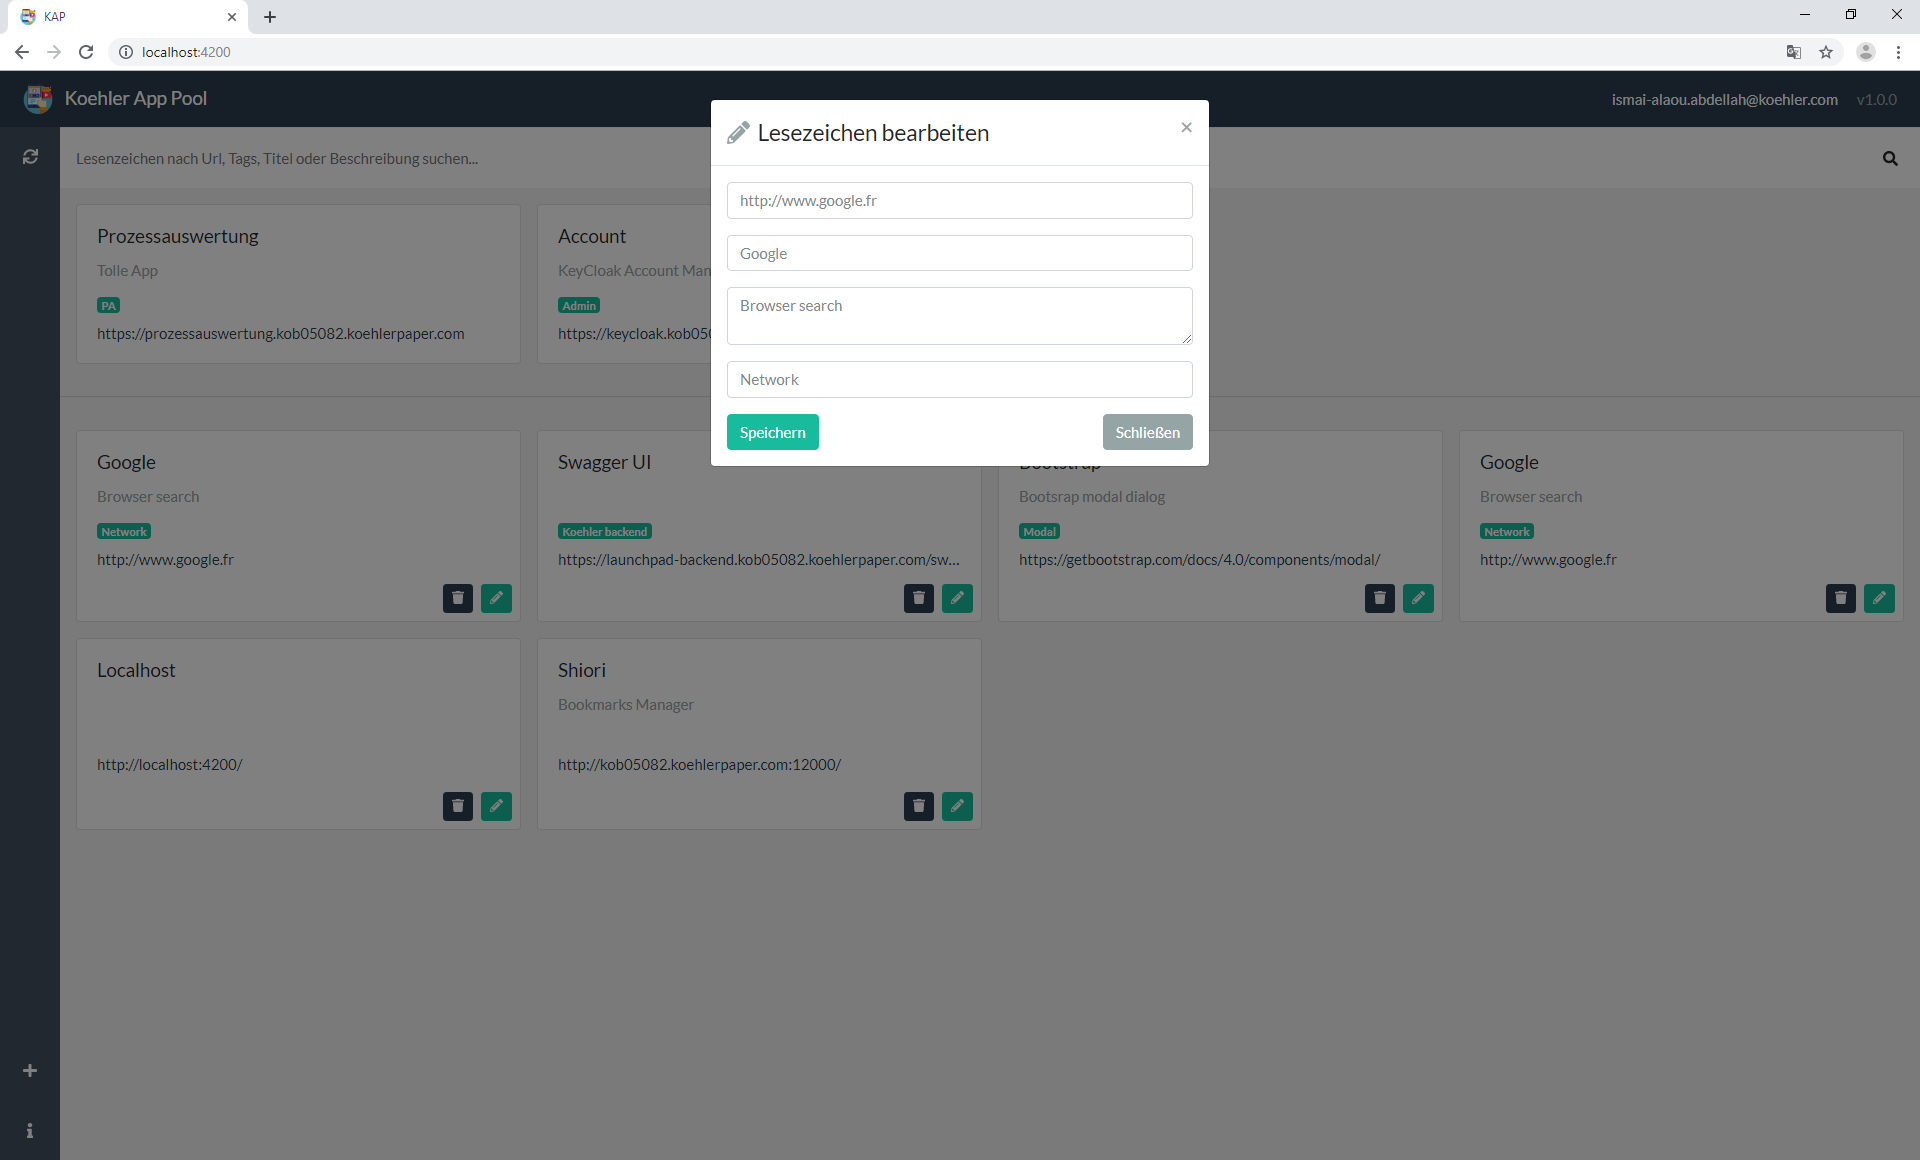 KAP
localhost:4200
Koehler App Pool
ismai-alaou.abdellah@koehler.com v1.0.0
Lesenzeichen nach Url, Tags, Titel oder Beschreibung suchen...
Lesezeichen bearbeiten
http://www.google.fr
Google
Browser search
Network
Speichern
Schließen
Prozessauswertung
Tolle App
PA
https://prozessauswertung.kob05082.koehlerpaper.com
Account
KeyCloak Account Man
Admin
https://keycloak.kob050
Google
Browser search
Network
http://www.google.fr
Swagger UI
Koehler backend
https://launchpad-backend.kob05082.koehlerpaper.com/sw...
Bootstrap
Bootsrap modal dialog
Modal
https://getbootstrap.com/docs/4.0/components/modal/
Google
Browser search
Network
http://www.google.fr
Localhost
http://localhost:4200/
Shiori
Bookmarks Manager
http://kob05082.koehlerpaper.com:12000/